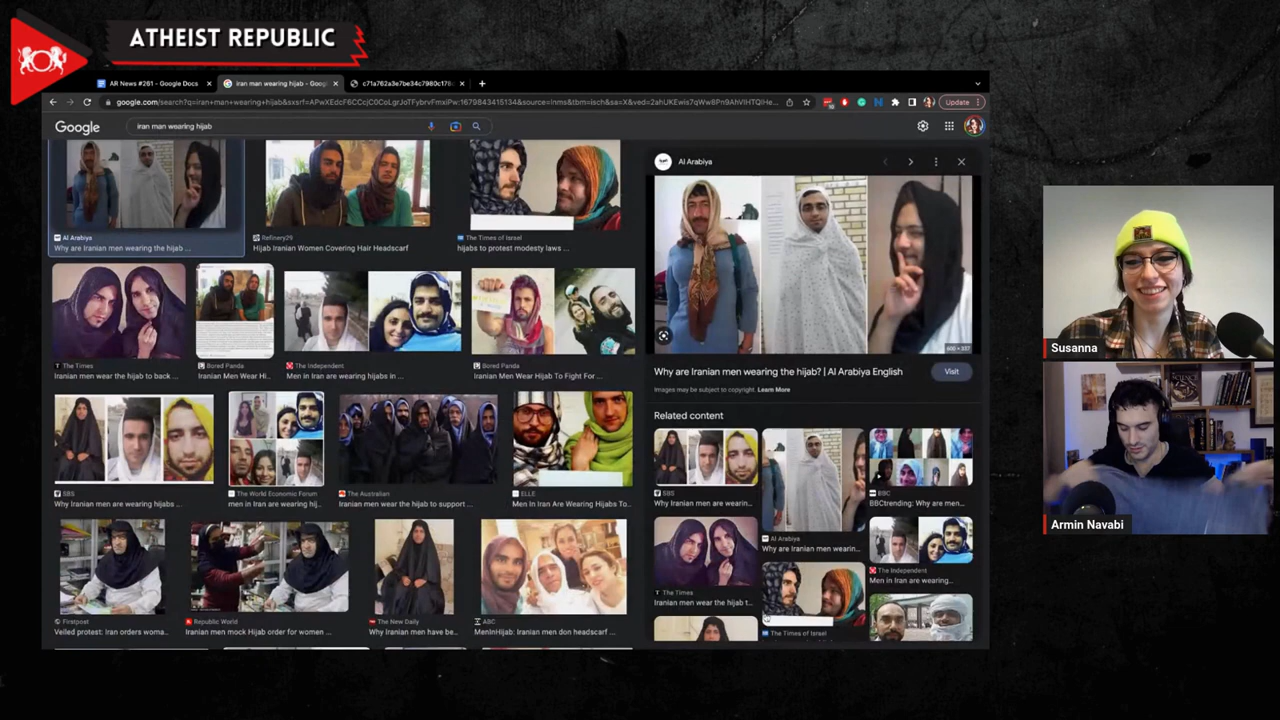 ATHEIST REPUBLIC
AR News #261 - Google Docs
iran man wearing hijab - Goog
Update
Google
iran man wearing hijab
Al Arabiya
Why are Iranian men wearing the hijab ...
Refinery29
Hijab Iranian Women Covering Hair Headscarf
The Times of Israel
hijabs to protest modesty laws ...
Al Arabiya
Why are Iranian men wearing the hijab? | Al Arabiya English
Visit
Images may be subject to copyright. Learn More
Related content
The Times
Iranian men wear the hijab to back ...
Bored Panda
Iranian Men Wear Hi..
The Independent
Men in Iran are wearing hijabs in ...
Bored Panda
Iranian Men Wear Hijab To Fight For ...
SBS
Why Iranian men are wearing hijabs ...
The World Economic Forum
men in Iran are wearing hij..
The Australian
Iranian men wear the hijab to support ...
ELLE
Men In Iran Are Wearing Hijabs To..
Firstpost
Veiled protest: Iran orders woma..
Republic World
Iranian men mock Hijab order for women ...
The New Daily
Why Iranian men have be..
ABC
MenInHijab: Iranian men don headscarf ...
SBS
Why Iranian men are wearin..
Al Arabiya
Why are Iranian men wearin..
BBC
BBCtrending: Why are men..
The Times
Iranian men wear the hijab t..
The Independent
Men in Iran are wearing..
The Times of Israel
Susanna
Armin Navabi